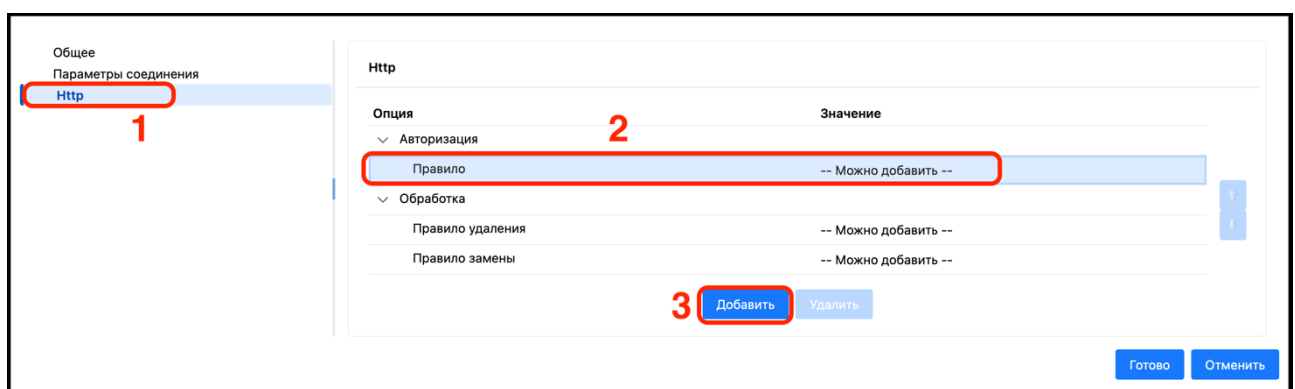 Общее
Параметры соединения
Http
1
Http
Опция Значение
2
Авторизация
Правило -- Можно добавить --
Обработка
Правило удаления -- Можно добавить --
Правило замены -- Можно добавить --
3 Добавить Удалить
Готово Отменить